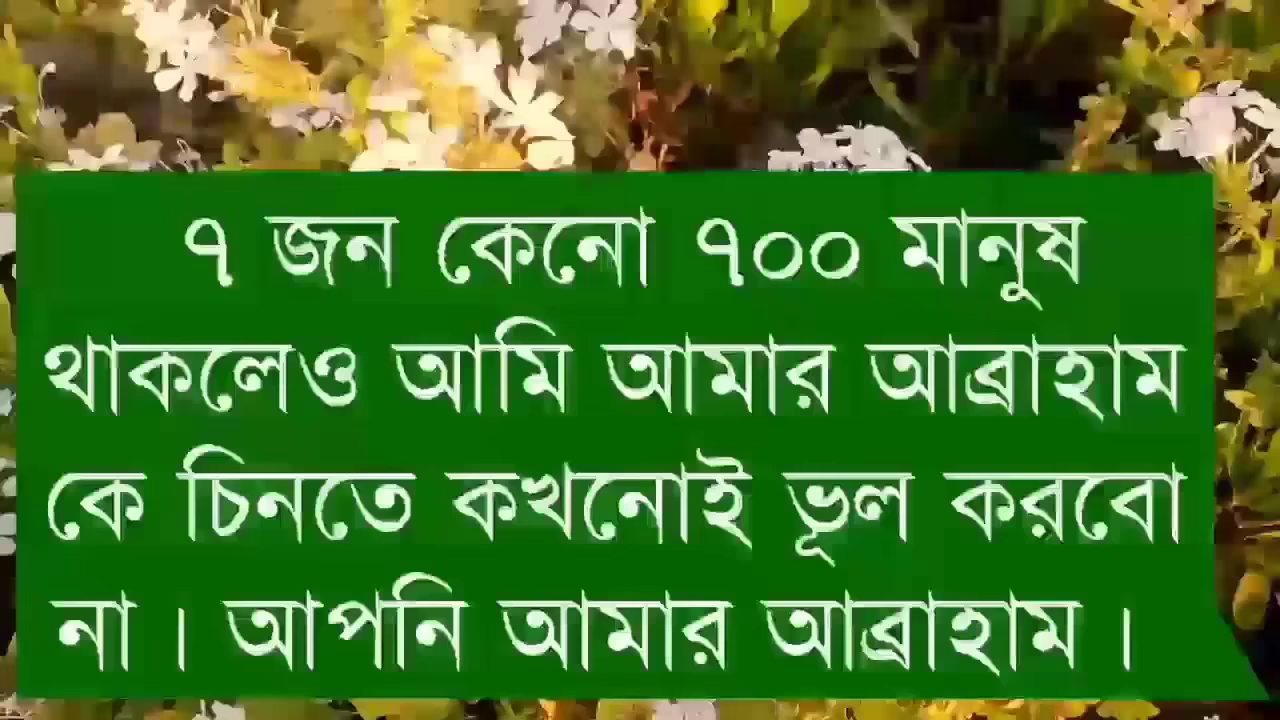 ৭ জন কেনো ৭০০ মানুষ
থাকলেও আমি আমার আব্রাহাম
কে চিনতে কখনোই ভূল করবো
না । আপনি আমার আব্রাহাম ।